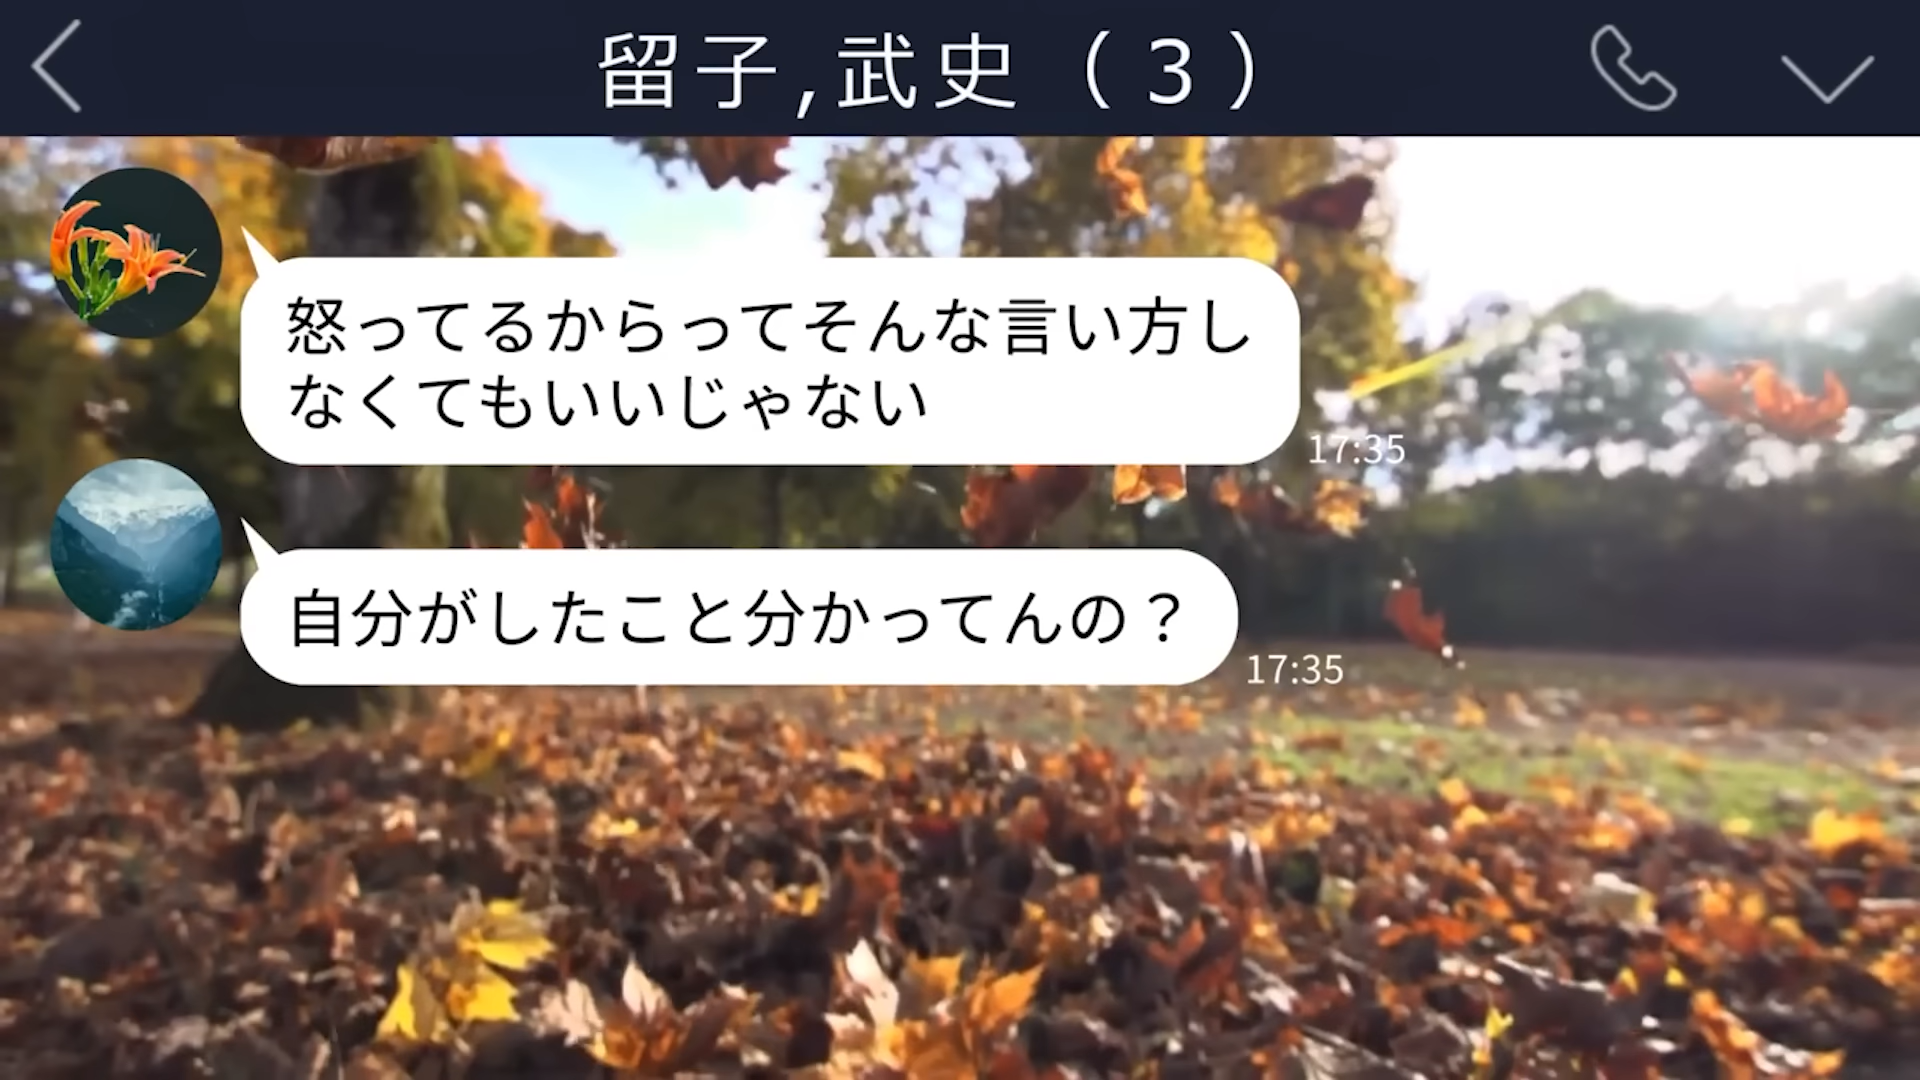 留子,武史（3）
怒ってるからってそんな言い方し
なくてもいいじゃない
17:35
自分がしたこと分かってんの？
17:35